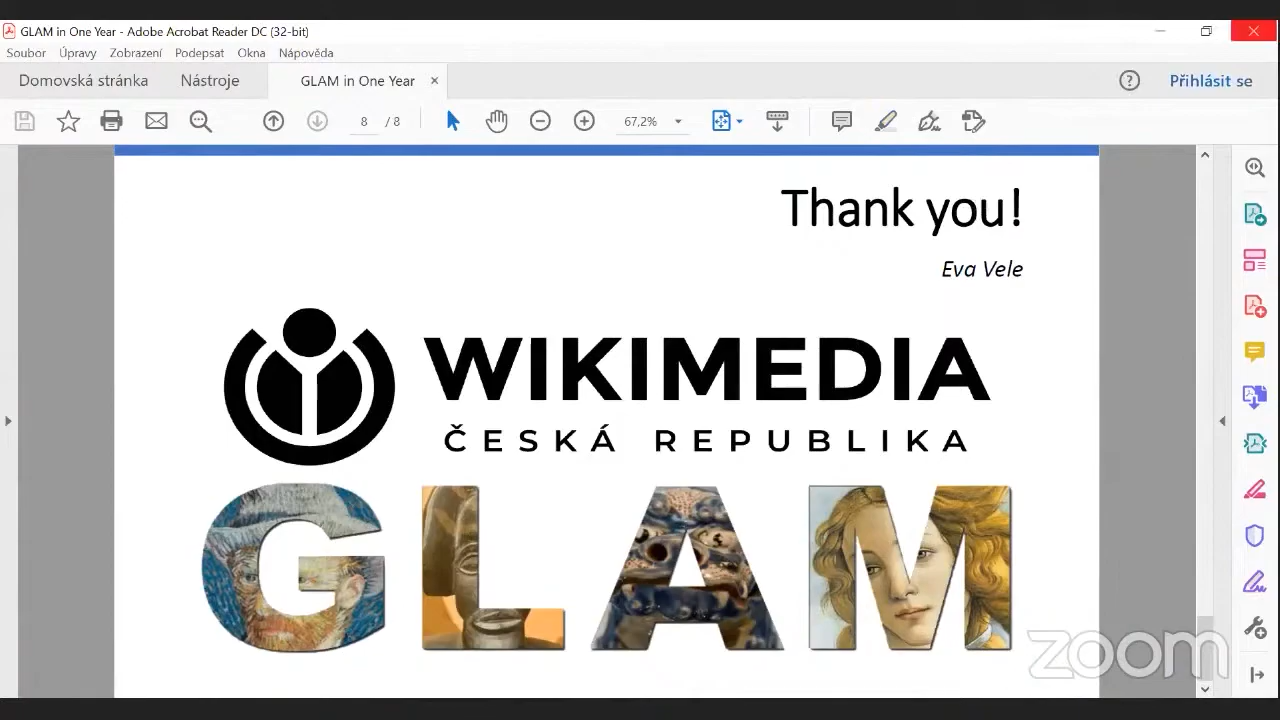 GLAM in One Year - Adobe Acrobat Reader DC (32-bit)
Soubor Úpravy Zobrazení Podepsat Okna Nápověda
Domovská stránka Nástroje GLAM in One Year Přihlásit se
8 / 8 67,2%
Thank you!
Eva Vele
WIKIMEDIA
ČESKÁ REPUBLIKA
GLAM
zoom